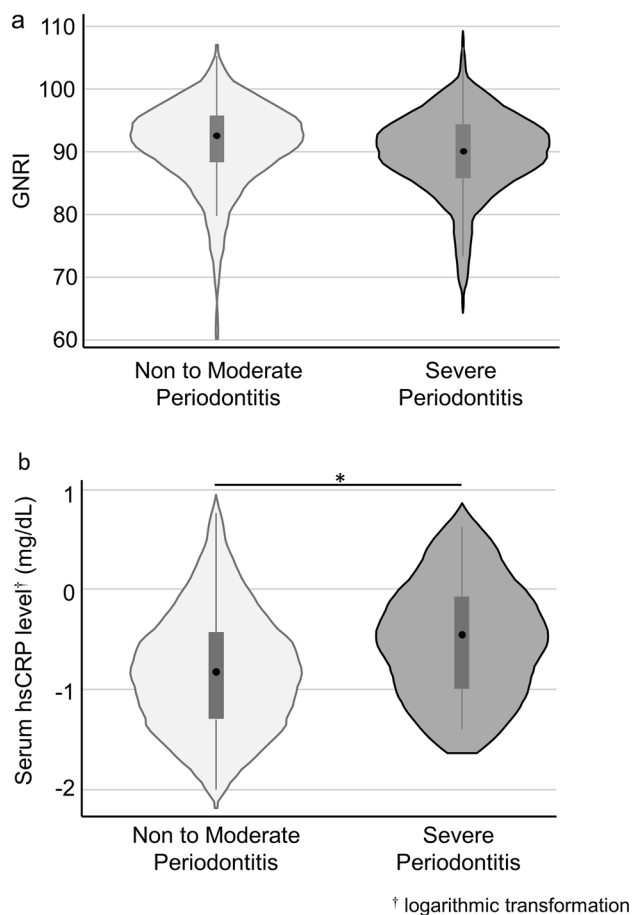 a
110
100
90
80
70
60
GNRI
Non to Moderate
Periodontitis
Severe
Periodontitis
b
*
1
0
-1
-2
Serum hsCRP level† (mg/dL)
Non to Moderate
Periodontitis
Severe
Periodontitis
† logarithmic transformation